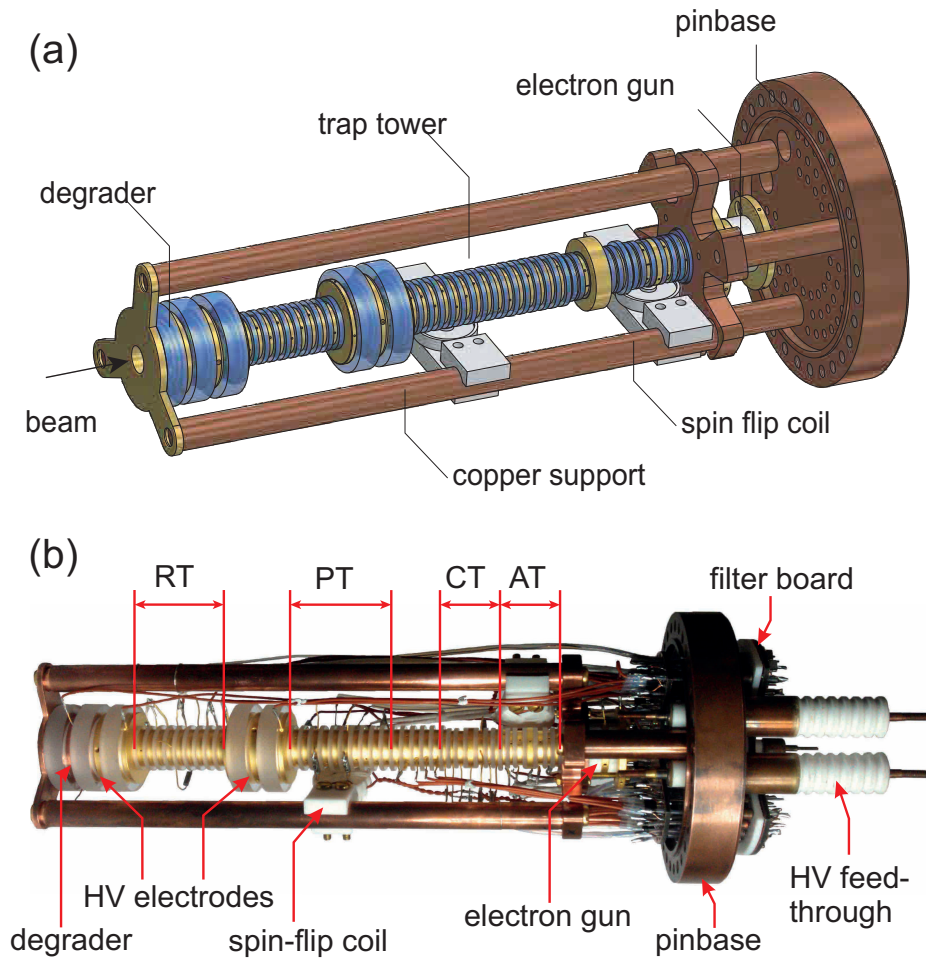 (a)
pinbase
electron gun
trap tower
degrader
beam
spin flip coil
copper support
(b)
RT
PT
CT
AT
filter board
HV electrodes
degrader
spin-flip coil
electron gun
pinbase
HV feed-
through